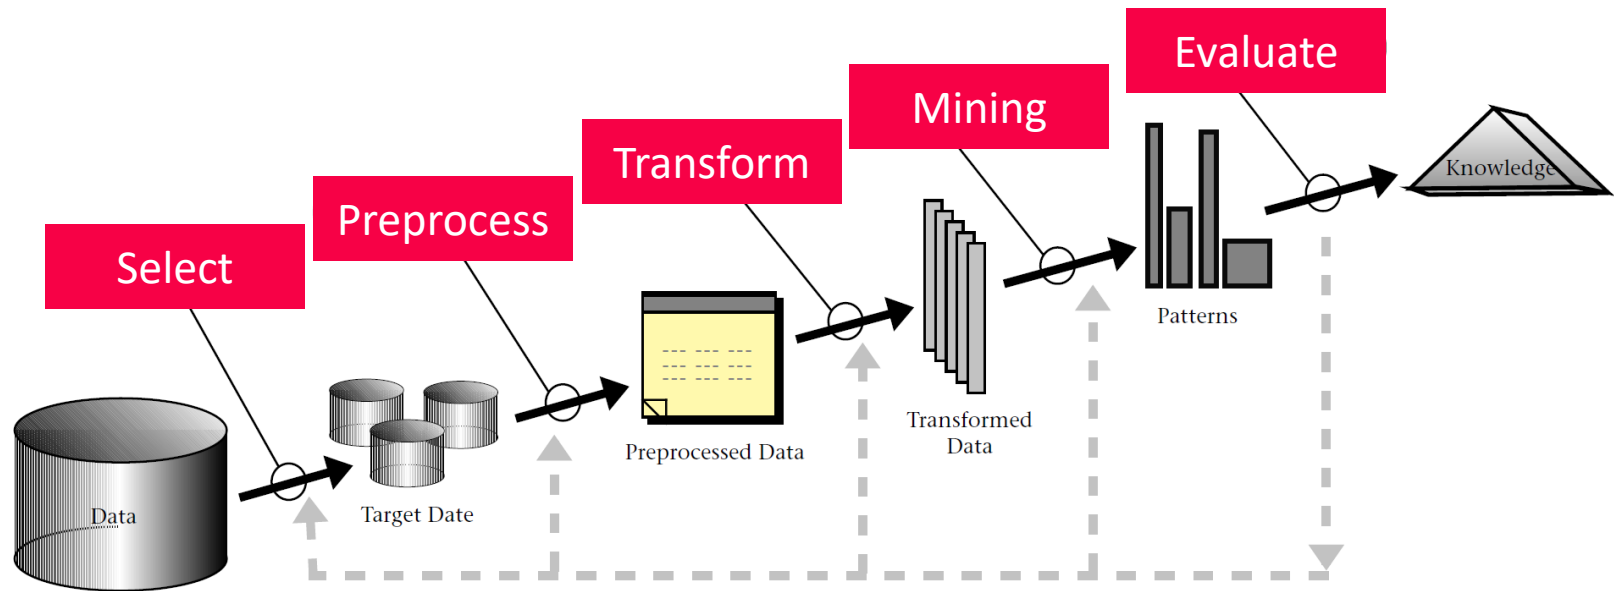 Evaluate
Mining
Transform
Preprocess
Select
Knowledge
Patterns
Transformed
Data
Preprocessed Data
Target Date
Data